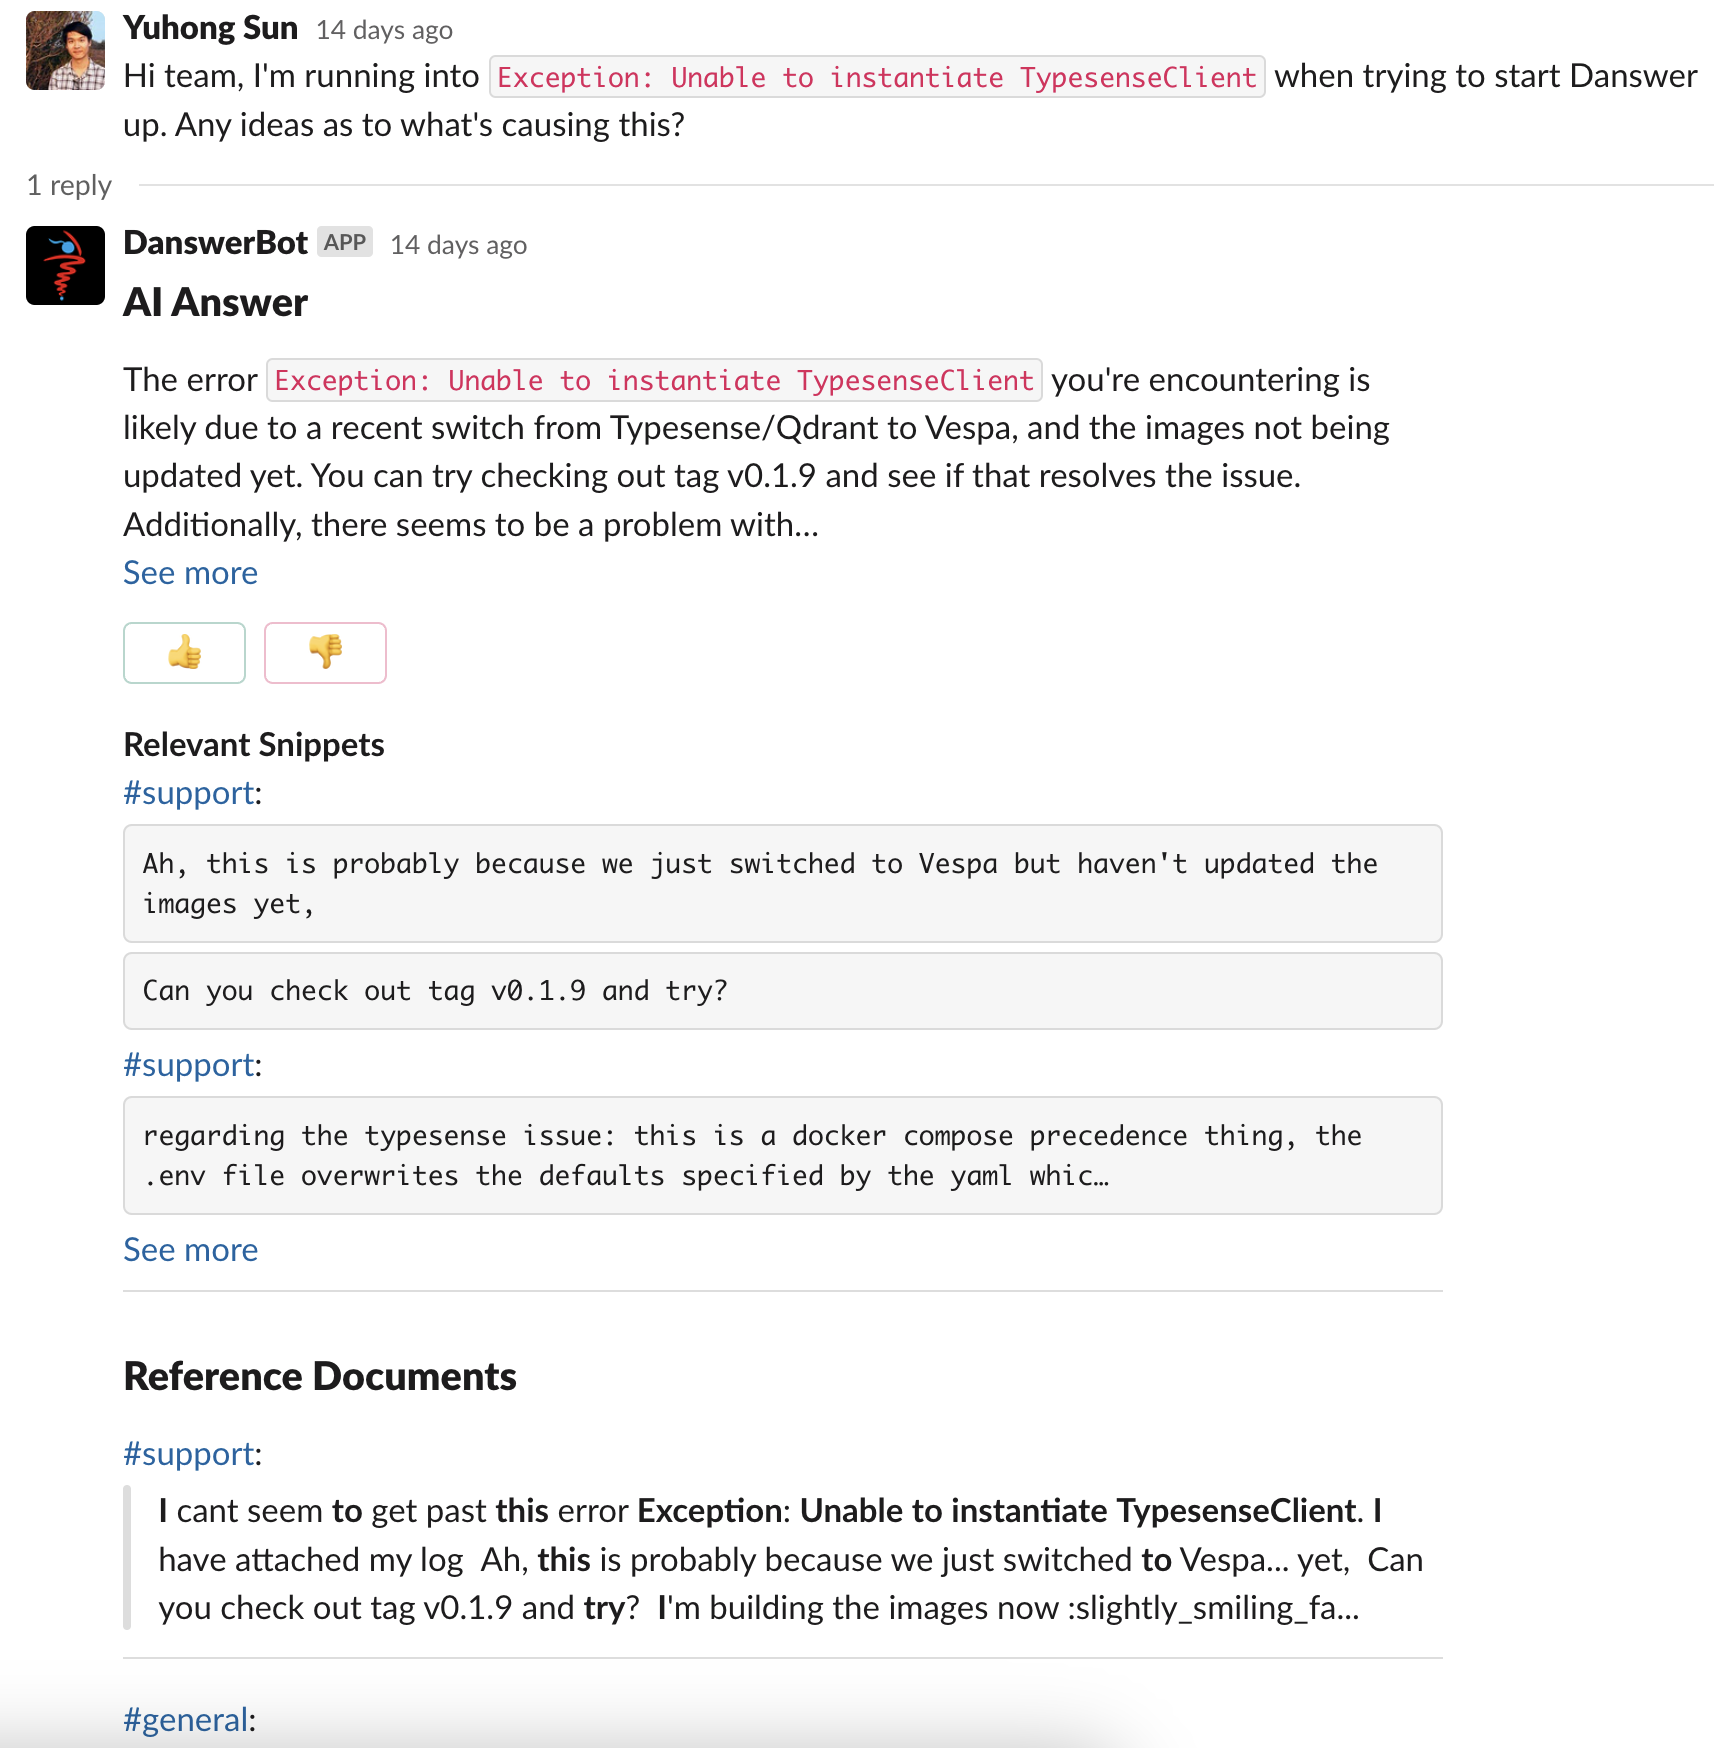 Yuhong Sun 14 days ago
Hi team, I'm running into Exception: Unable to instantiate TypesenseClient when trying to start Danswer
up. Any ideas as to what's causing this?
1 reply
DanswerBot APP 14 days ago
AI Answer
The error Exception: Unable to instantiate TypesenseClient you're encountering is
likely due to a recent switch from Typesense/Qdrant to Vespa, and the images not being
updated yet. You can try checking out tag v0.1.9 and see if that resolves the issue.
Additionally, there seems to be a problem with...
See more
Relevant Snippets
#support:
Ah, this is probably because we just switched to Vespa but haven't updated the
images yet,
Can you check out tag v0.1.9 and try?
#support:
regarding the typesense issue: this is a docker compose precedence thing, the
.env file overwrites the defaults specified by the yaml whic…
See more
Reference Documents
#support:
I cant seem to get past this error Exception: Unable to instantiate TypesenseClient. I
have attached my log  Ah, this is probably because we just switched to Vespa... yet,  Can
you check out tag v0.1.9 and try?  I'm building the images now :slightly_smiling_fa...
#general: